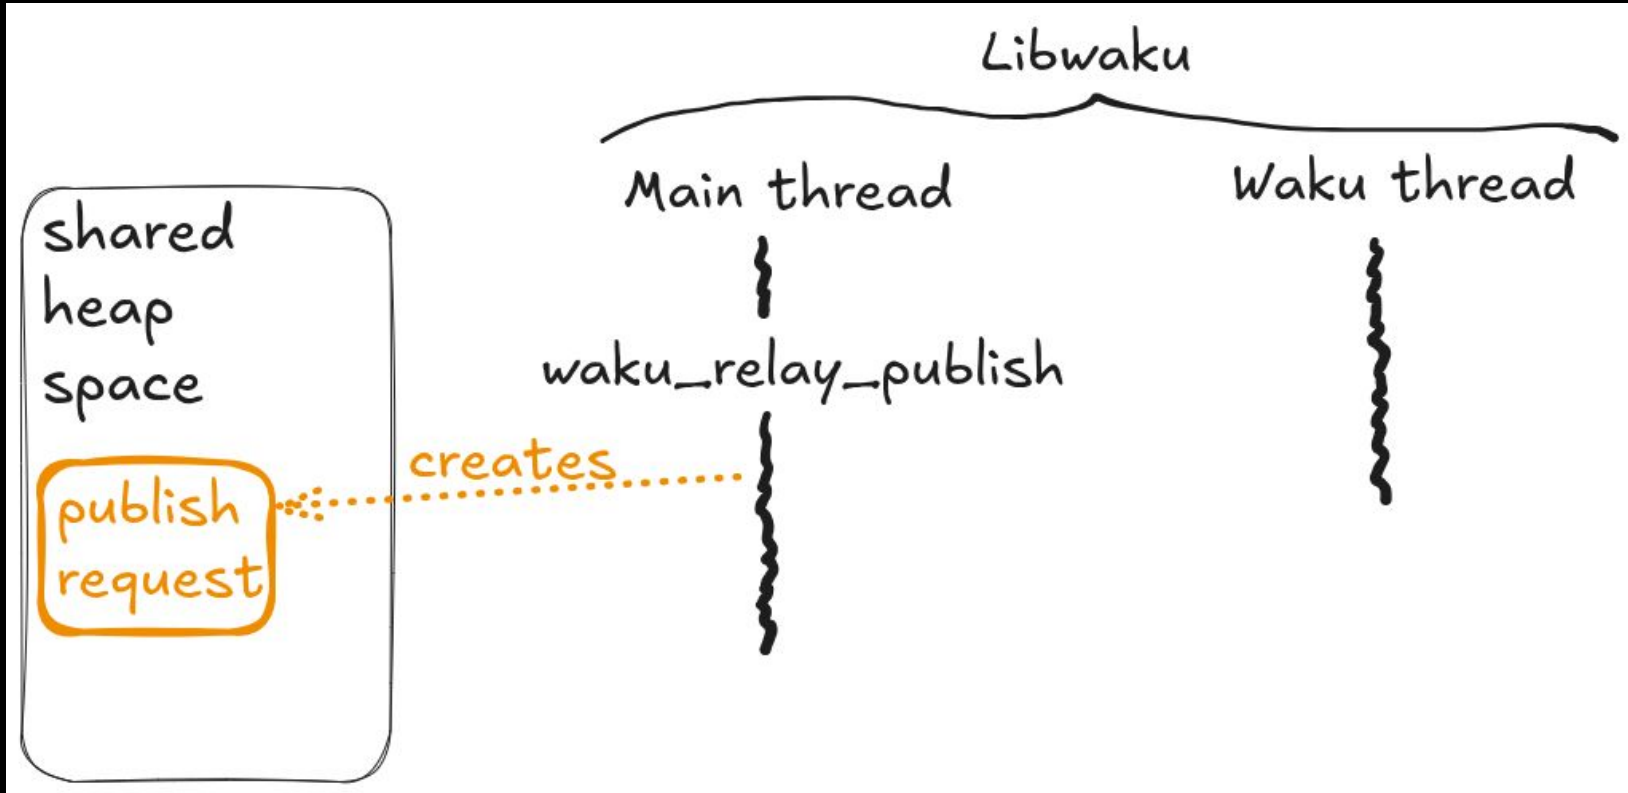 Libwaku
Main thread
Waku thread
shared
heap
space
waku_relay_publish
creates
publish
request